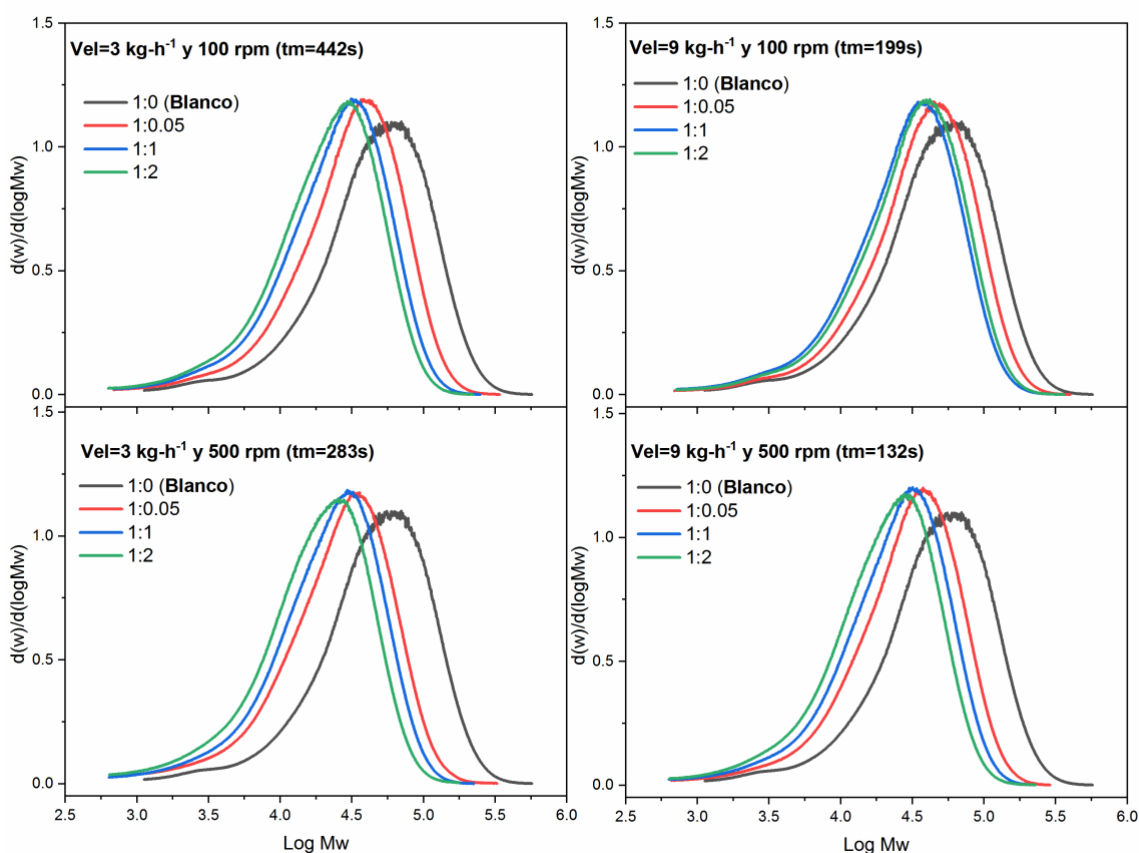 Vel=3 kg-h⁻¹ y 100 rpm (tm=442s)
1:0 (Blanco)
1:0.05
1:1
1:2
d(w)/d(logMw)
1.5
1.0
0.5
0.0
Vel=9 kg-h⁻¹ y 100 rpm (tm=199s)
1:0 (Blanco)
1:0.05
1:1
1:2
d(w)/d(logMw)
1.5
1.0
0.5
0.0
Vel=3 kg-h⁻¹ y 500 rpm (tm=283s)
1:0 (Blanco)
1:0.05
1:1
1:2
d(w)/d(logMw)
1.5
1.0
0.5
0.0
2.5 3.0 3.5 4.0 4.5 5.0 5.5 6.0
Log Mw
Vel=9 kg-h⁻¹ y 500 rpm (tm=132s)
1:0 (Blanco)
1:0.05
1:1
1:2
d(w)/d(logMw)
1.5
1.0
0.5
0.0
2.5 3.0 3.5 4.0 4.5 5.0 5.5 6.0
Log Mw